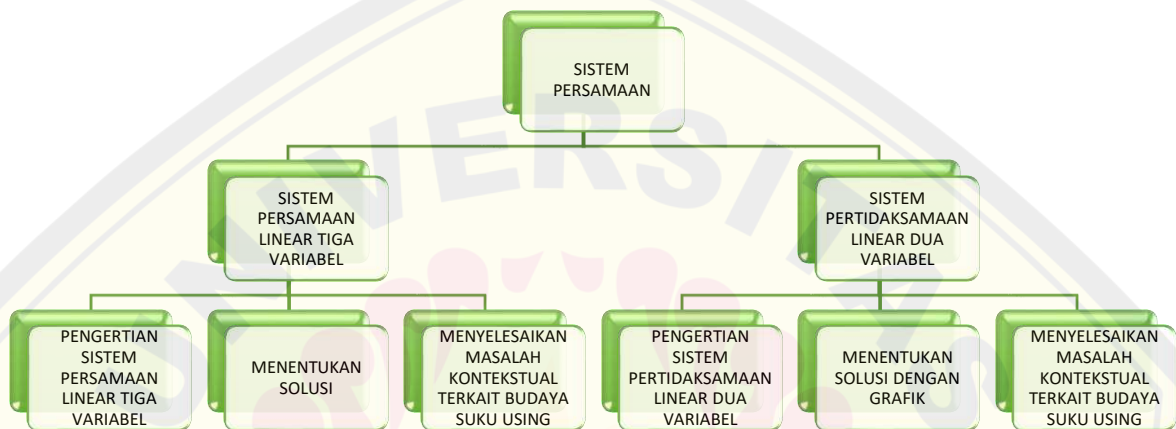 SISTEM
PERSAMAAN
SISTEM
PERSAMAAN
LINEAR TIGA
VARIABEL
SISTEM
PERTIDAKSAMAAN
LINEAR DUA
VARIABEL
PENGERTIAN
SISTEM
PERSAMAAN
LINEAR TIGA
VARIABEL
MENENTUKAN
SOLUSI
MENYELESAIKAN
MASALAH
KONTEKSTUAL
TERKAIT BUDAYA
SUKU USING
PENGERTIAN
SISTEM
PERTIDAKSAMAAN
LINEAR DUA
VARIABEL
MENENTUKAN
SOLUSI DENGAN
GRAFIK
MENYELESAIKAN
MASALAH
KONTEKSTUAL
TERKAIT BUDAYA
SUKU USING
UNIVERSITAS